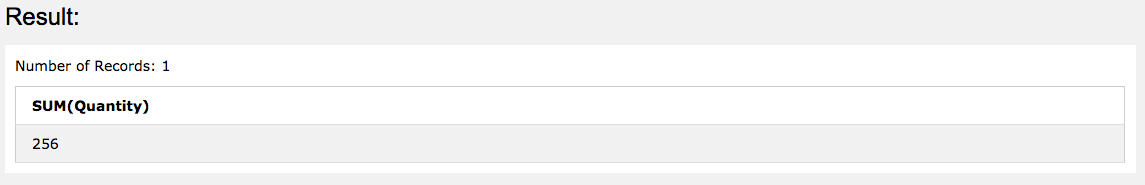 Result:
Number of Records: 1
SUM(Quantity)
256